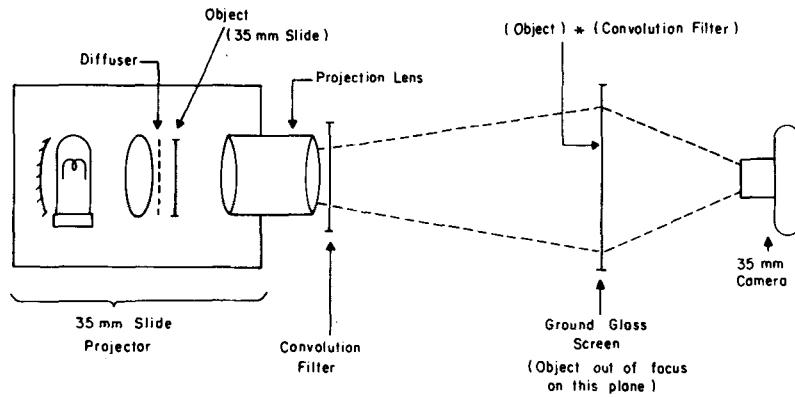 Object
(35 mm Slide)
(Object) * (Convolution Filter)
Diffuser
Projection Lens
35 mm
Camera
35 mm Slide
Projector
Convolution
Filter
Ground Glass
Screen
(Object out of focus
on this plane)